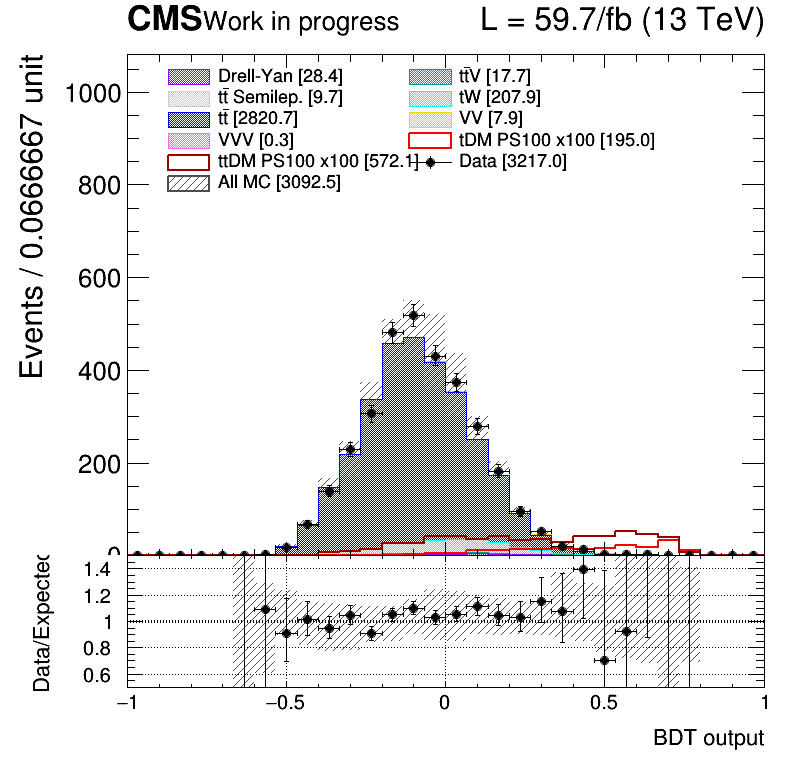 CMS Work in progress L = 59.7/fb (13 TeV)
Events / 0.0666667 unit
Drell-Yan [28.4] tt̄V [17.7]
tt̄ Semilep. [9.7] tW [207.9]
tt̄ [2820.7] VV [7.9]
VVV [0.3] tDM PS100 x100 [195.0]
ttDM PS100 x100 [572.1] Data [3217.0]
All MC [3092.5]
1000
800
600
400
200
0
Data/Expected
1.4
1.2
1
0.8
0.6
−1 −0.5 0 0.5 1
BDT output